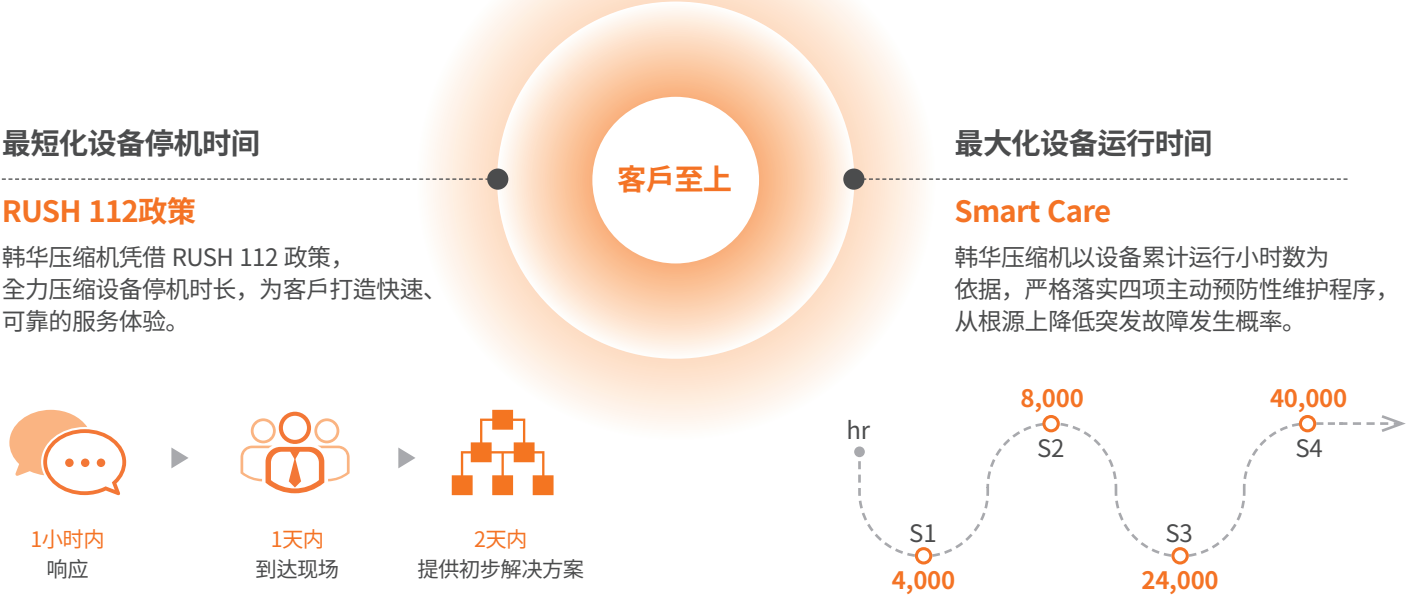 客戶至上
最短化设备停机时间
RUSH 112政策
韩华压缩机凭借 RUSH 112 政策，
全力压缩设备停机时长，为客戶打造快速、
可靠的服务体验。
1小时内
响应
1天内
到达现场
2天内
提供初步解决方案
最大化设备运行时间
Smart Care
韩华压缩机以设备累计运行小时数为
依据，严格落实四项主动预防性维护程序，
从根源上降低突发故障发生概率。
hr
S1
4,000
8,000
S2
S3
24,000
40,000
S4